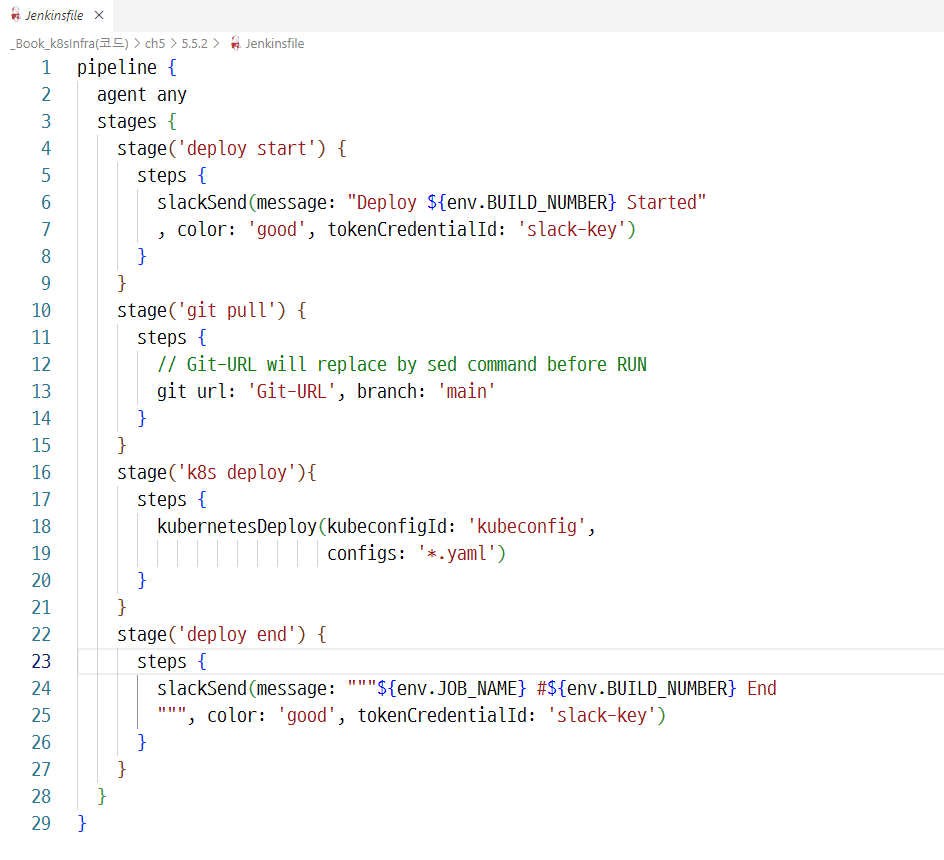 Jenkinsfile ×
_Book_k8sInfra(코드) > ch5 > 5.5.2 > Jenkinsfile
1 pipeline {
2   agent any
3   stages {
4     stage('deploy start') {
5       steps {
6         slackSend(message: "Deploy ${env.BUILD_NUMBER} Started"
7         , color: 'good', tokenCredentialId: 'slack-key')
8       }
9     }
10     stage('git pull') {
11       steps {
12         // Git-URL will replace by sed command before RUN
13         git url: 'Git-URL', branch: 'main'
14       }
15     }
16     stage('k8s deploy'){
17       steps {
18         kubernetesDeploy(kubeconfigId: 'kubeconfig',
19                          configs: '*.yaml')
20       }
21     }
22     stage('deploy end') {
23       steps {
24         slackSend(message: """${env.JOB_NAME} #${env.BUILD_NUMBER} End
25         """, color: 'good', tokenCredentialId: 'slack-key')
26       }
27     }
28   }
29 }